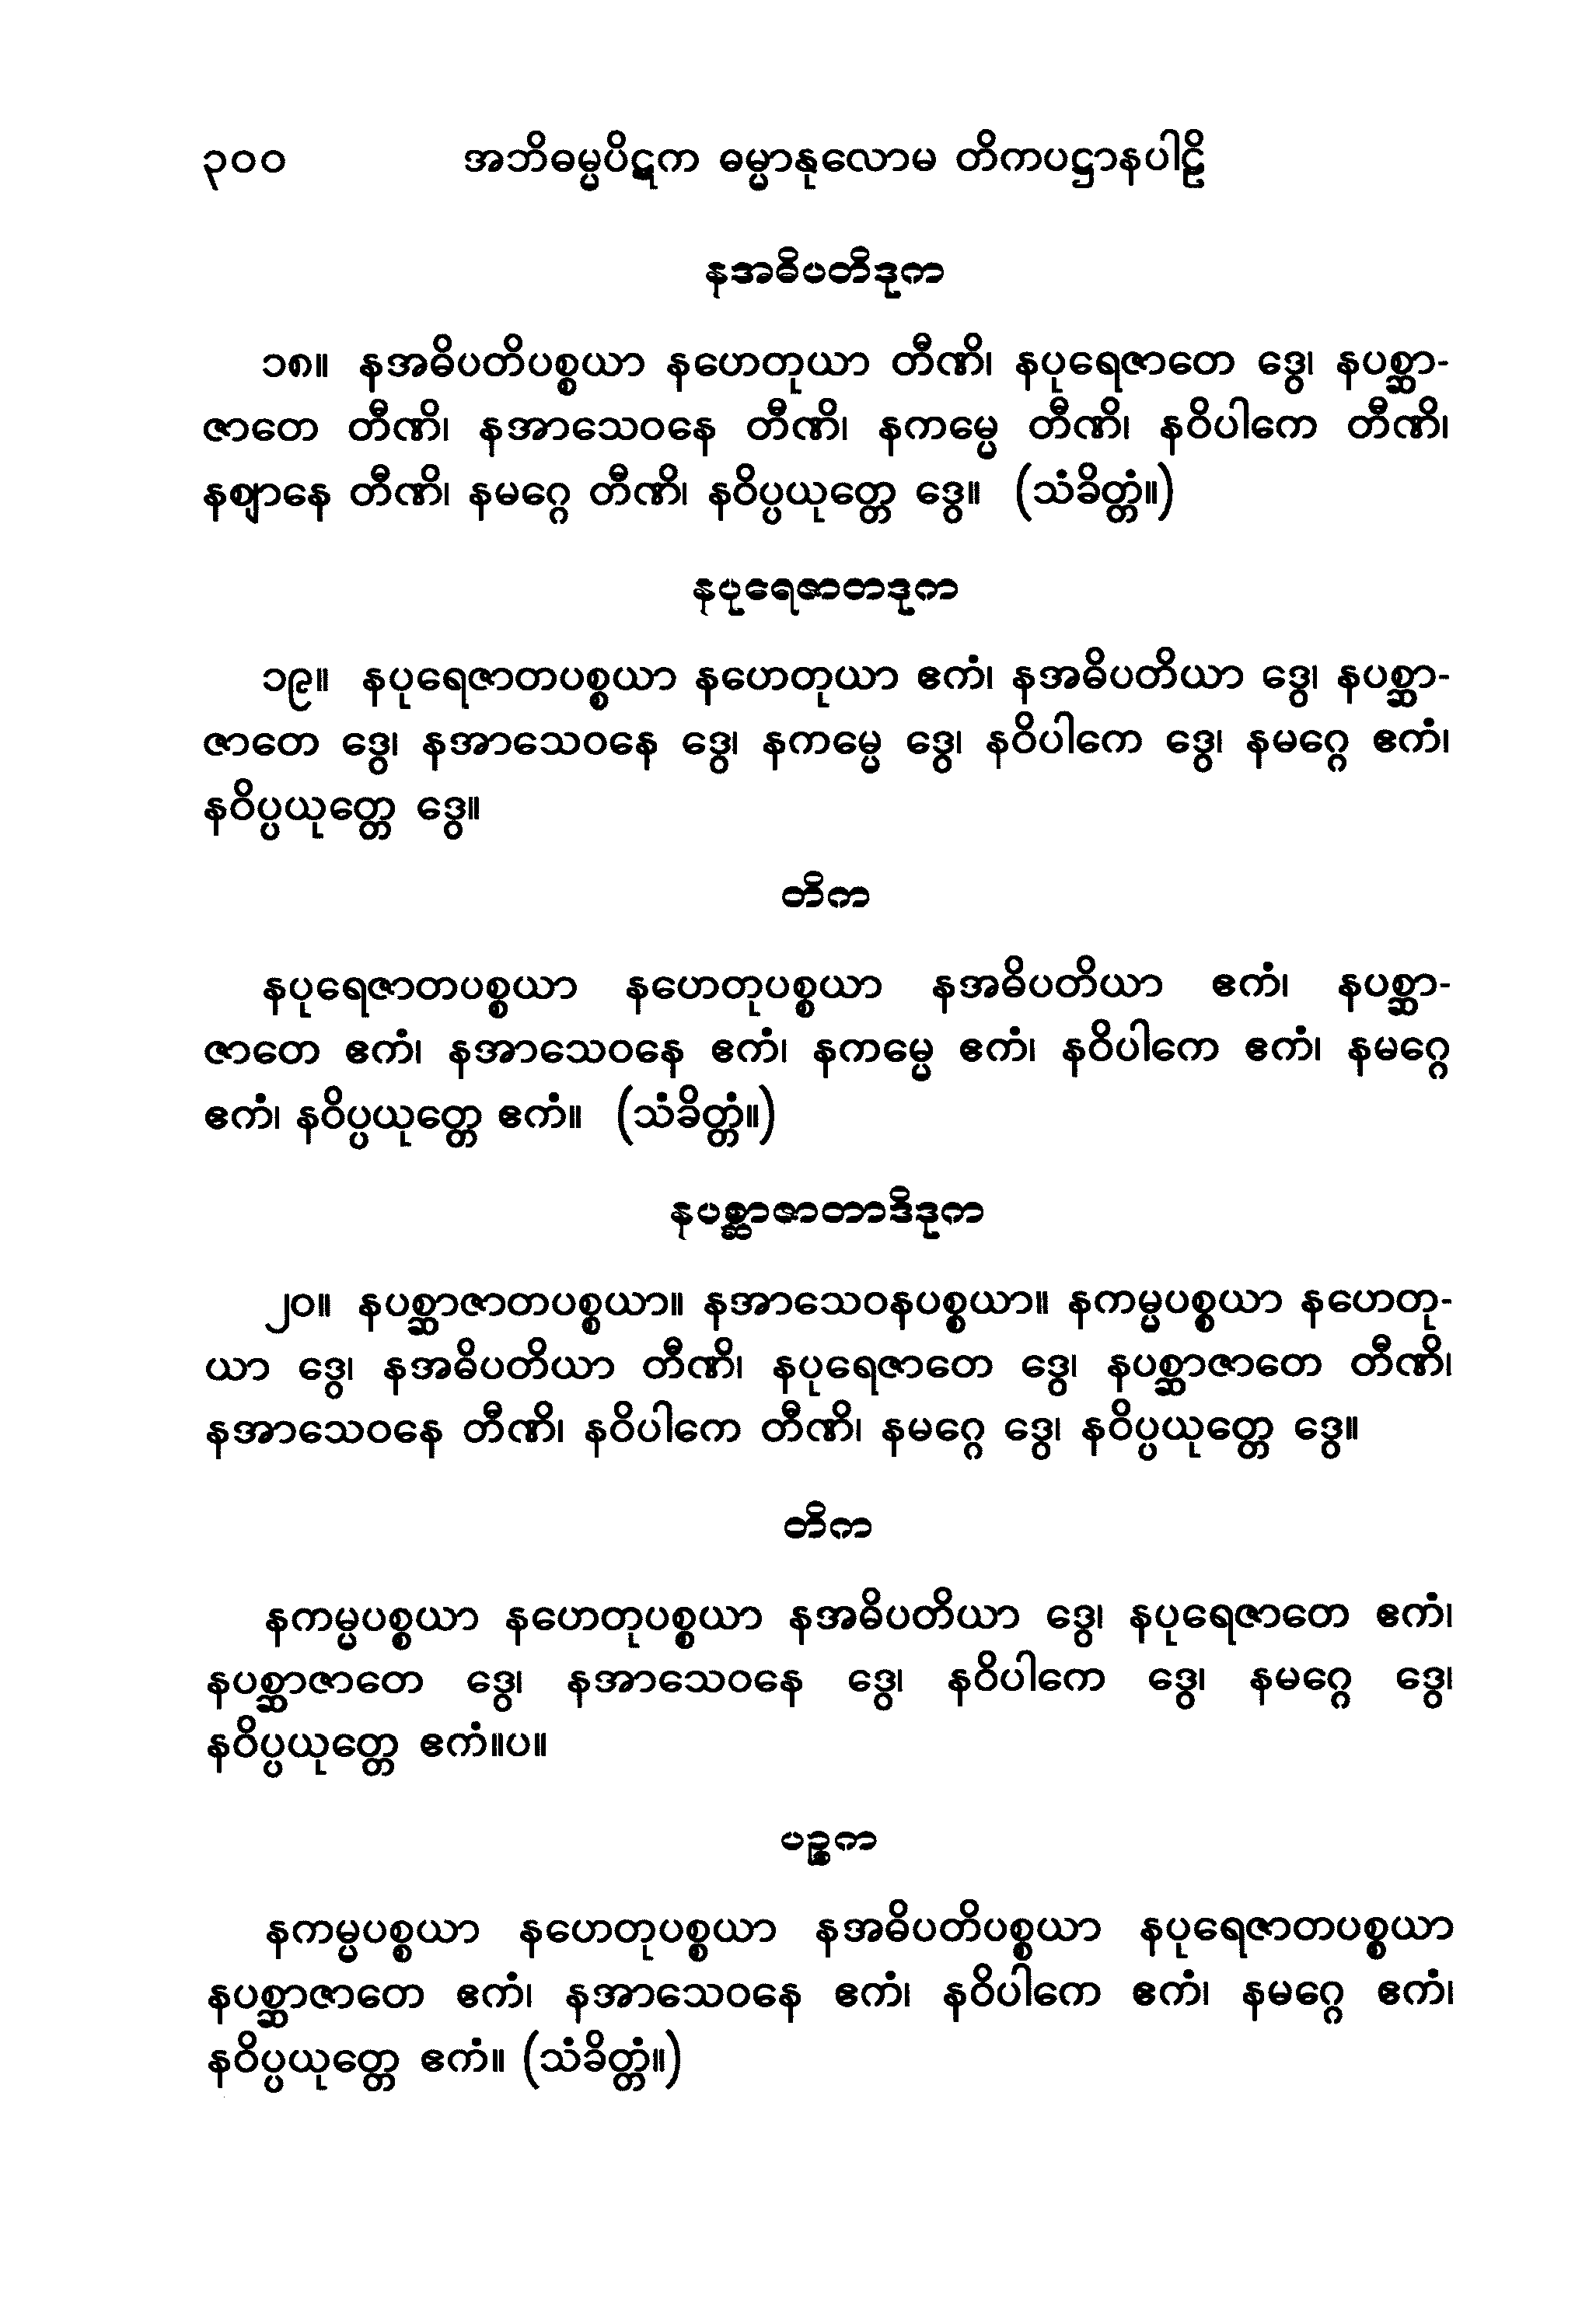 ၃၀၀ အဘိဓမ္မပိဋက ဓမ္မာနုလောမ တိကပဋ္ဌာနပါဠိ
နအဓိပတိဒုက
၁၈။ နအဓိပတိပစ္စယာ နဟေတုယာ တီဏိ၊ နပုရေဇာတေ ဒွေ၊ နပစ္ဆာ-
ဇာတေ တီဏိ၊ နအာသေဝနေ တီဏိ၊ နကမ္မေ တီဏိ၊ နဝိပါကေ တီဏိ၊
နဈာနေ တီဏိ၊ နမဂ္ဂေ တီဏိ၊ နဝိပ္ပယုတ္တေ ဒွေ။ (သံခိတ္တံ။)
နပုရေဇာတဒုက
၁၉။ နပုရေဇာတပစ္စယာ နဟေတုယာ ဧကံ၊ နအဓိပတိယာ ဒွေ၊ နပစ္ဆာ-
ဇာတေ ဒွေ၊ နအာသေဝနေ ဒွေ၊ နကမ္မေ ဒွေ၊ နဝိပါကေ ဒွေ၊ နမဂ္ဂေ ဧကံ၊
နဝိပ္ပယုတ္တေ ဒွေ။
တိက
နပုရေဇာတပစ္စယာ နဟေတုပစ္စယာ နအဓိပတိယာ ဧကံ၊ နပစ္ဆာ-
ဇာတေ ဧကံ၊ နအာသေဝနေ ဧကံ၊ နကမ္မေ ဧကံ၊ နဝိပါကေ ဧကံ၊ နမဂ္ဂေ
ဧကံ၊ နဝိပ္ပယုတ္တေ ဧကံ။ (သံခိတ္တံ။)
နပစ္ဆာဇာတာဒိဒုက
၂၀။ နပစ္ဆာဇာတပစ္စယာ။ နအာသေဝနပစ္စယာ။ နကမ္မပစ္စယာ နဟေတု-
ယာ ဒွေ၊ နအဓိပတိယာ တီဏိ၊ နပုရေဇာတေ ဒွေ၊ နပစ္ဆာဇာတေ တီဏိ၊
နအာသေဝနေ တီဏိ၊ နဝိပါကေ တီဏိ၊ နမဂ္ဂေ ဒွေ၊ နဝိပ္ပယုတ္တေ ဒွေ။
တိက
နကမ္မပစ္စယာ နဟေတုပစ္စယာ နအဓိပတိယာ ဒွေ၊ နပုရေဇာတေ ဧကံ၊
နပစ္ဆာဇာတေ ဒွေ၊ နအာသေဝနေ ဒွေ၊ နဝိပါကေ ဒွေ၊ နမဂ္ဂေ ဒွေ၊
နဝိပ္ပယုတ္တေ ဧကံ။ပ။
ပဉ္စက
နကမ္မပစ္စယာ နဟေတုပစ္စယာ နအဓိပတိပစ္စယာ နပုရေဇာတပစ္စယာ
နပစ္ဆာဇာတေ ဧကံ၊ နအာသေဝနေ ဧကံ၊ နဝိပါကေ ဧကံ၊ နမဂ္ဂေ ဧကံ၊
နဝိပ္ပယုတ္တေ ဧကံ။ (သံခိတ္တံ။)